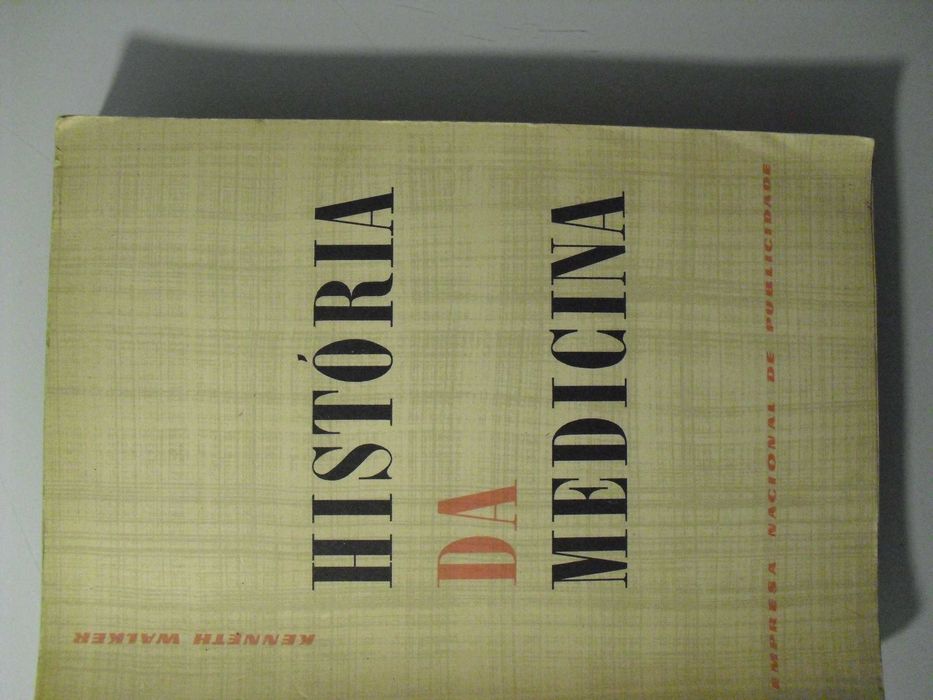 KENNETH WALKER
HISTÓRIA
DA
MEDICINA
EMPRESA NACIONAL DE PUBLICIDADE